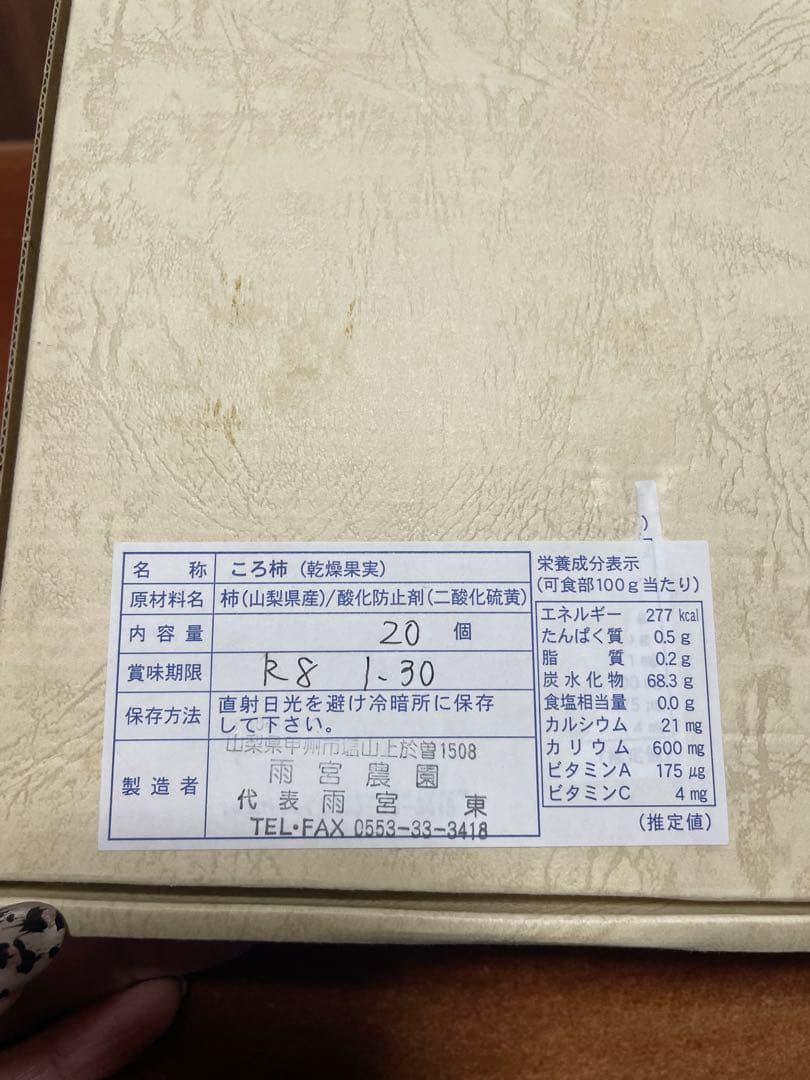 名称 ころ柿（乾燥果実）
原材料名 柿(山梨県産)/酸化防止剤(二酸化硫黄)
内容量 20 個
賞味期限 R8 1.30
保存方法 直射日光を避け冷暗所に保存
して下さい。
製造者 山梨県甲州市塩山上於曽1508
雨宮農園
代表 雨宮 東
TEL・FAX 0553-33-3418
栄養成分表示
(可食部100g当たり)
エネルギー 277 kcal
たんぱく質 0.5 g
脂質 0.2 g
炭水化物 68.3 g
食塩相当量 0.0 g
カルシウム 21 mg
カリウム 600 mg
ビタミンA 175 μg
ビタミンC 4 mg
(推定値)